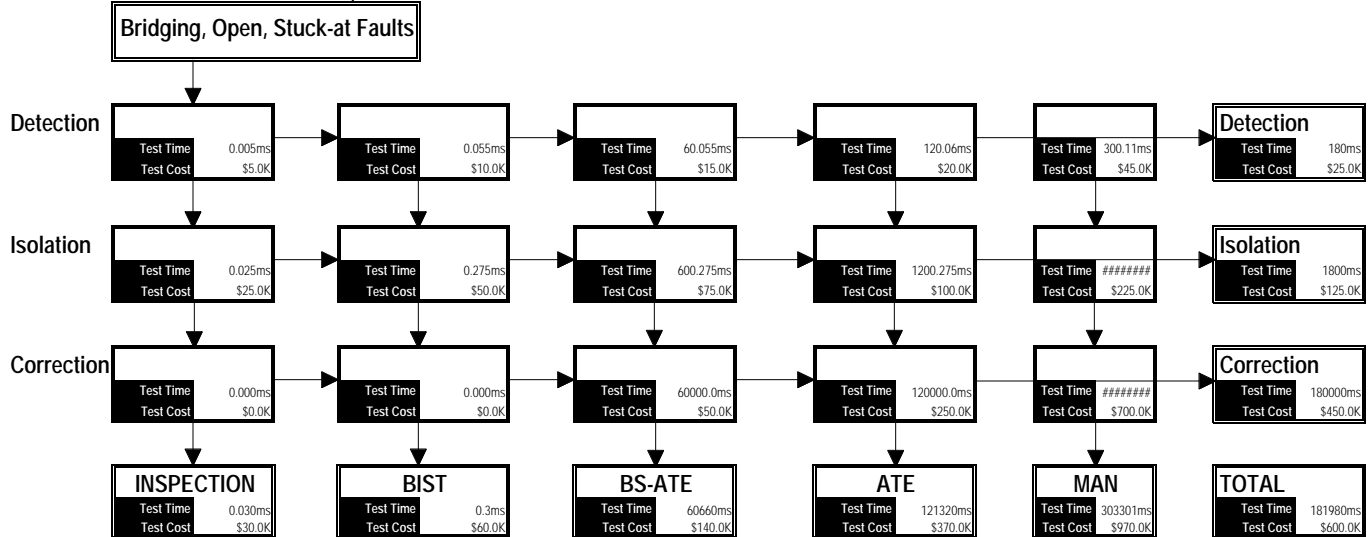 Bridging, Open, Stuck-at Faults
Detection
Test Time 0.005ms
Test Cost $5.0K
Test Time 0.055ms
Test Cost $10.0K
Test Time 60.055ms
Test Cost $15.0K
Test Time 120.06ms
Test Cost $20.0K
Test Time 300.11ms
Test Cost $45.0K
Detection
Test Time 180ms
Test Cost $25.0K
Isolation
Test Time 0.025ms
Test Cost $25.0K
Test Time 0.275ms
Test Cost $50.0K
Test Time 600.275ms
Test Cost $75.0K
Test Time 1200.275ms
Test Cost $100.0K
Test Time ########
Test Cost $225.0K
Isolation
Test Time 1800ms
Test Cost $125.0K
Correction
Test Time 0.000ms
Test Cost $0.0K
Test Time 0.000ms
Test Cost $0.0K
Test Time 60000.0ms
Test Cost $50.0K
Test Time 120000.0ms
Test Cost $250.0K
Test Time ########
Test Cost $700.0K
Correction
Test Time 180000ms
Test Cost $450.0K
INSPECTION
Test Time 0.030ms
Test Cost $30.0K
BIST
Test Time 0.3ms
Test Cost $60.0K
BS-ATE
Test Time 60660ms
Test Cost $140.0K
ATE
Test Time 121320ms
Test Cost $370.0K
MAN
Test Time 303301ms
Test Cost $970.0K
TOTAL
Test Time 181980ms
Test Cost $600.0K